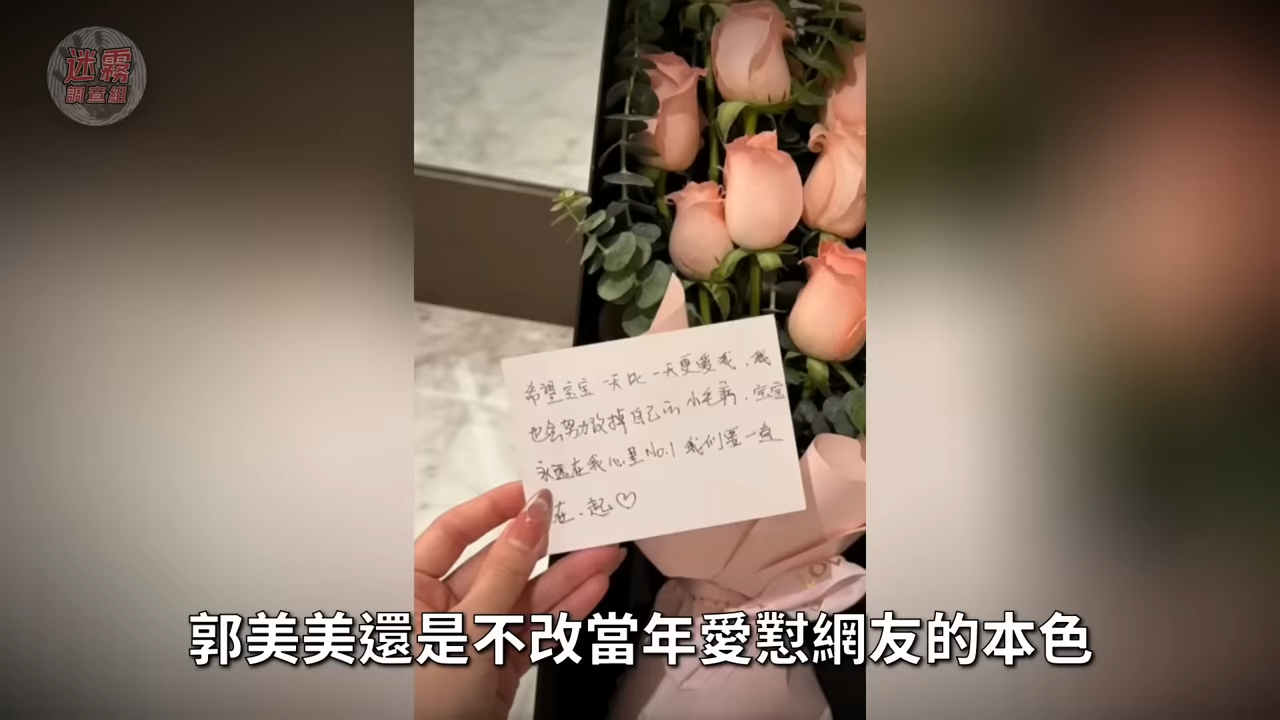 迷霧
調查組
希望宝宝一天比一天更爱我，我
也会努力改掉自己的小毛病，宝宝
永远在我心里No.1 我们要一直
在一起♡
LOV
郭美美還是不改當年愛懟網友的本色